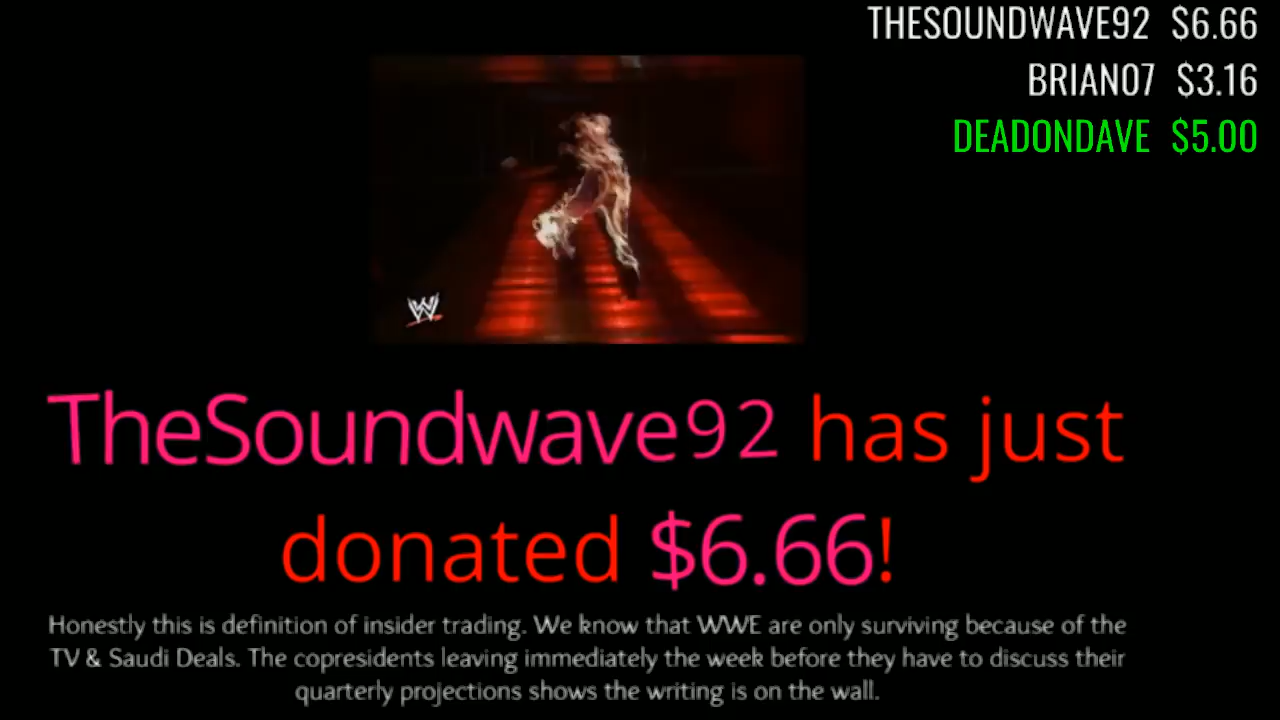 THESOUNDWAVE92 $6.66
BRIAN07 $3.16
DEADONDAVE $5.00
W
TheSoundwave92 has just
donated $6.66!
Honestly this is definition of insider trading. We know that WWE are only surviving because of the
TV & Saudi Deals. The copresidents leaving immediately the week before they have to discuss their
quarterly projections shows the writing is on the wall.